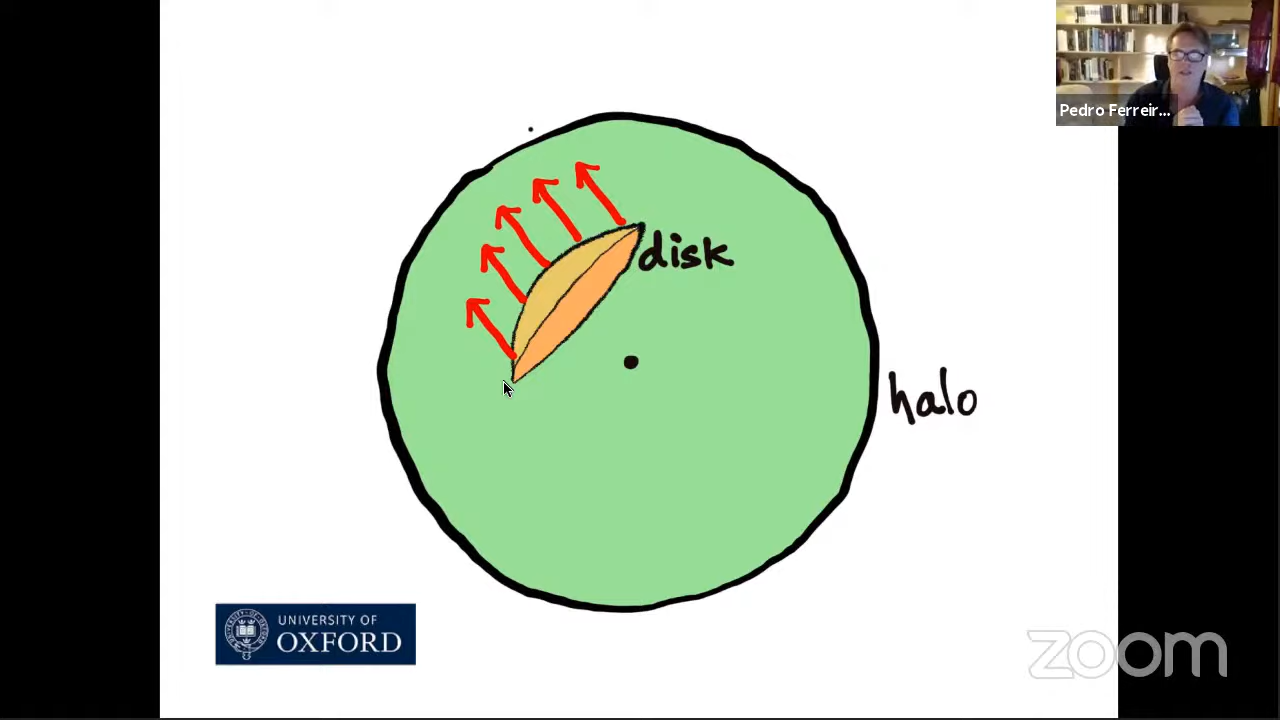 Pedro Ferreir...
disk
halo
UNIVERSITY OF
OXFORD
zoom